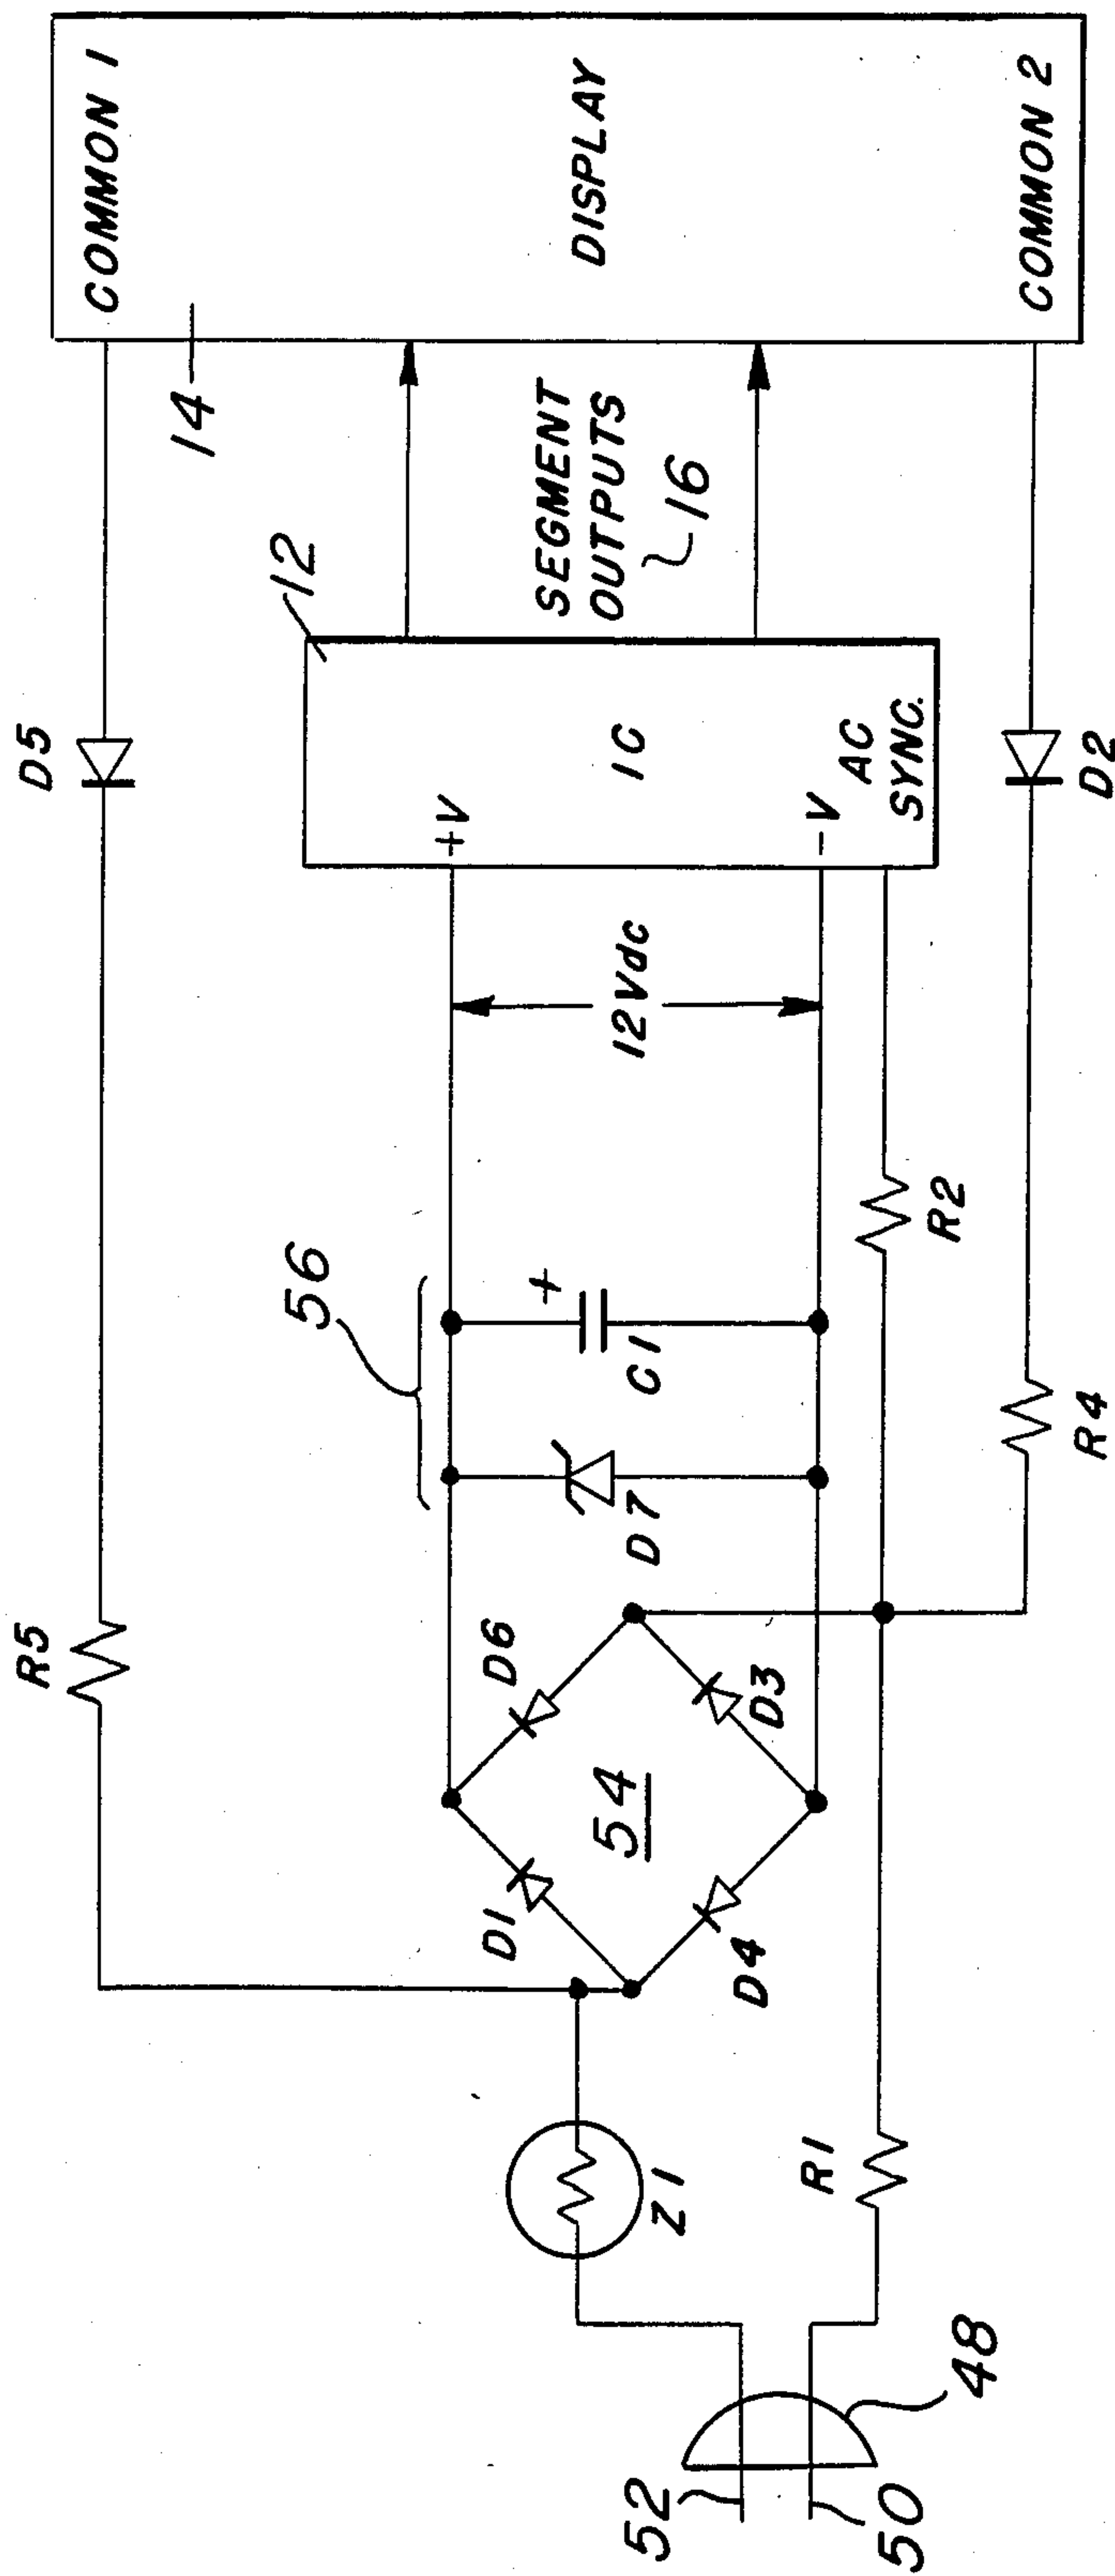 COMMON 1
14
DISPLAY
COMMON 2
D5
SEGMENT
OUTPUTS
16
12
+V
IC
-V
AC
SYNC.
D2
12Vdc
56
+
C1
D7
R2
R4
R5
D6
D3
54
D1
D4
Z1
R1
48
52
50